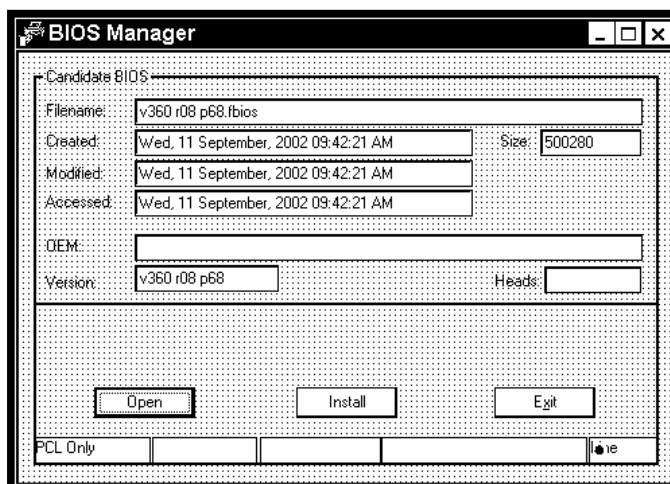 BIOS Manager
Candidate BIOS
Filename: v360 r08 p68.fbios
Created: Wed, 11 September, 2002 09:42:21 AM Size: 500280
Modified: Wed, 11 September, 2002 09:42:21 AM
Accessed: Wed, 11 September, 2002 09:42:21 AM
OEM:
Version: v360 r08 p68 Heads:
Open Install Exit
PCL Only